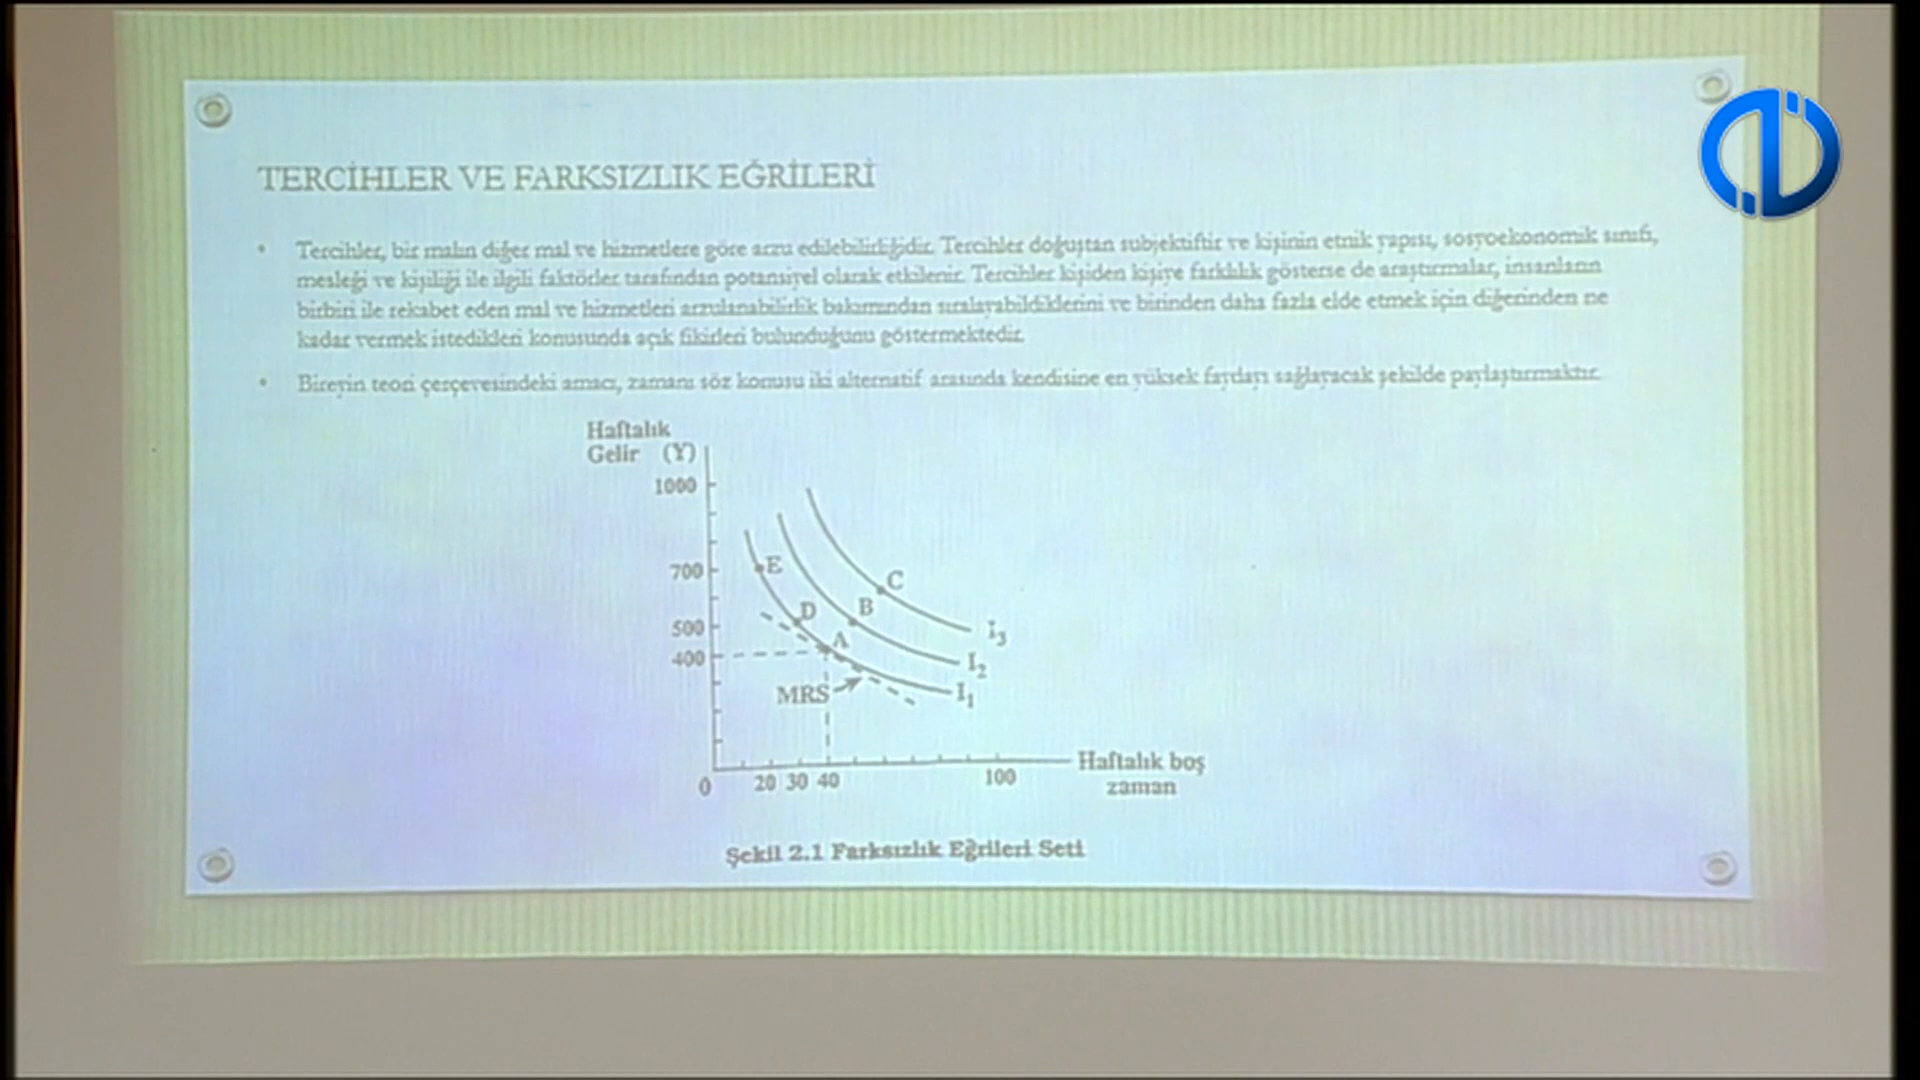 TERCİHLER VE FARKSIZLIK EĞRİLERİ
• Tercihler, bir malın diğer mal ve hizmetlere göre arzu edilebilirliğidir. Tercihler doğuştan subjektiftir ve kişinin etnik yapısı, sosyoekonomik sınıfı,
mesleği ve kişiliği ile ilgili faktörler tarafından potansiyel olarak etkilenir. Tercihler kişiden kişiye farklılık gösterse de araştırmalar, insanların
birbiri ile rekabet eden mal ve hizmetleri arzulanabilirlik bakımından sıralayabildiklerini ve birinden daha fazla elde etmek için diğerinden ne
kadar vermek istedikleri konusunda açık fikirleri bulunduğunu göstermektedir.
• Bireyin teori çerçevesindeki amacı, zamanı söz konusu iki alternatif arasında kendisine en yüksek faydayı sağlayacak şekilde paylaştırmaktır.
Haftalık
Gelir (Y)
1000
700
500
400
E
D
A
B
C
I3
I2
I1
MRS
0 20 30 40 100
Haftalık boş
zaman
Şekil 2.1 Farksızlık Eğrileri Seti